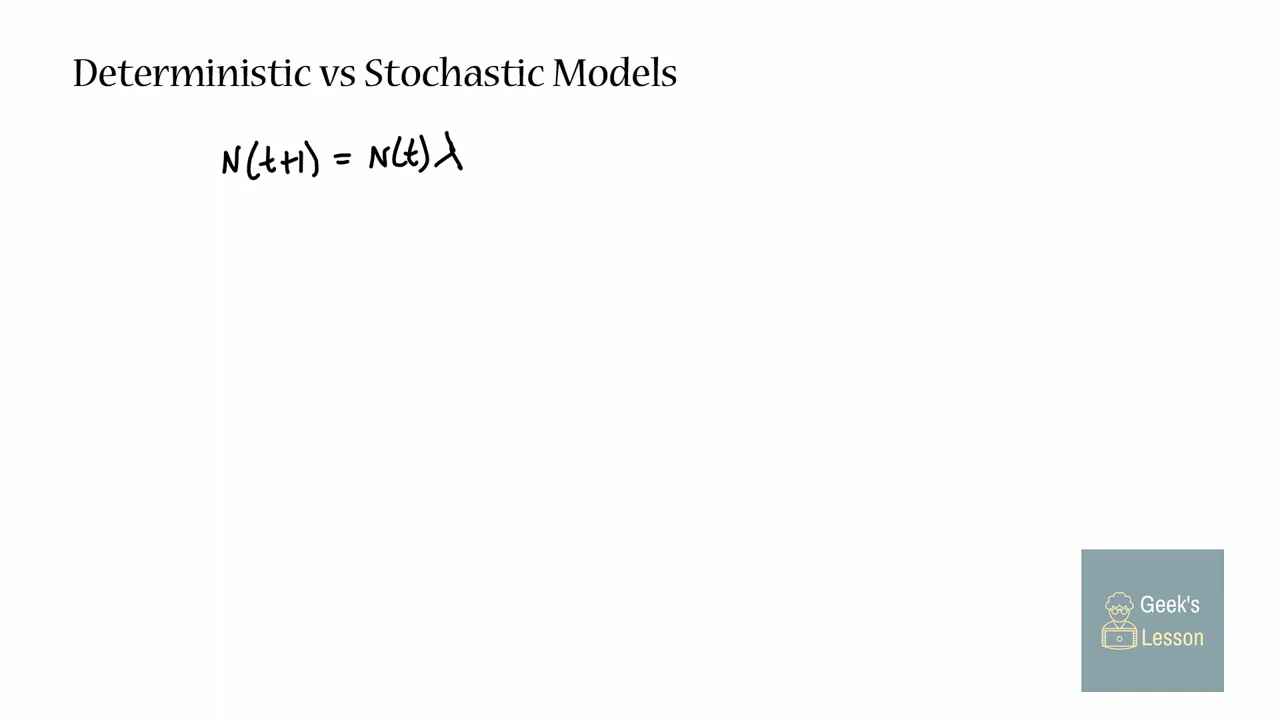 Deterministic vs Stochastic Models
N(t+1) = N(t)λ
Geek's
Lesson